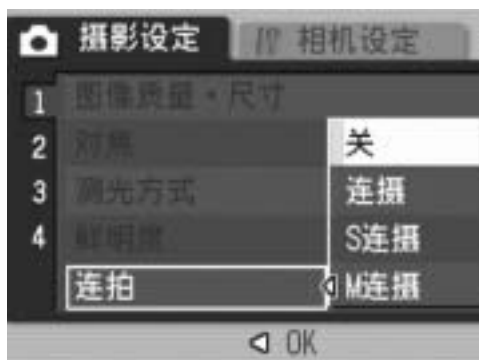 摄影设定 相机设定
1 图像质量・尺寸
2 对焦
3 测光方式
4 鲜明度
连拍
关
连摄
S连摄
M连摄
OK